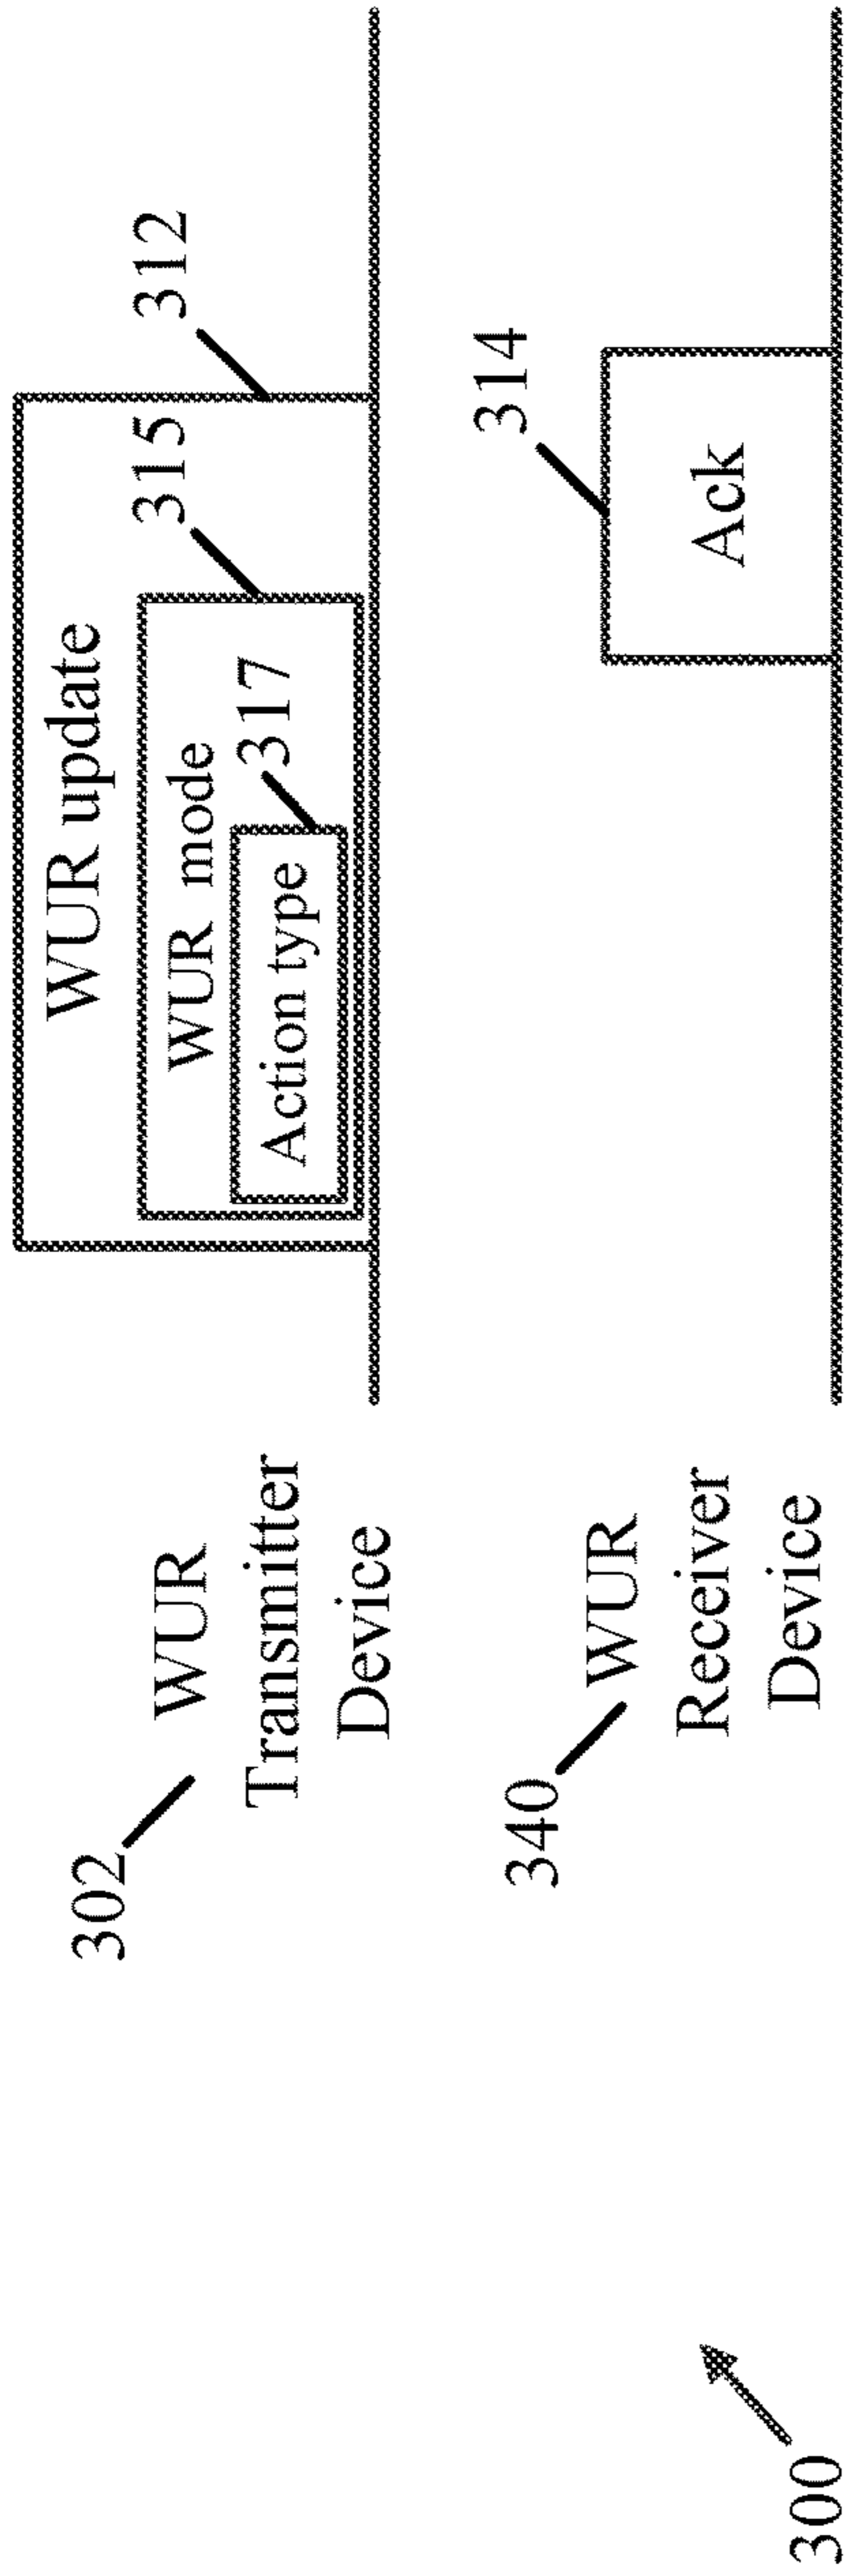 302
WUR
Transmitter
Device
WUR update
312
WUR mode
315
Action type
317
340
WUR
Receiver
Device
314
Ack
300